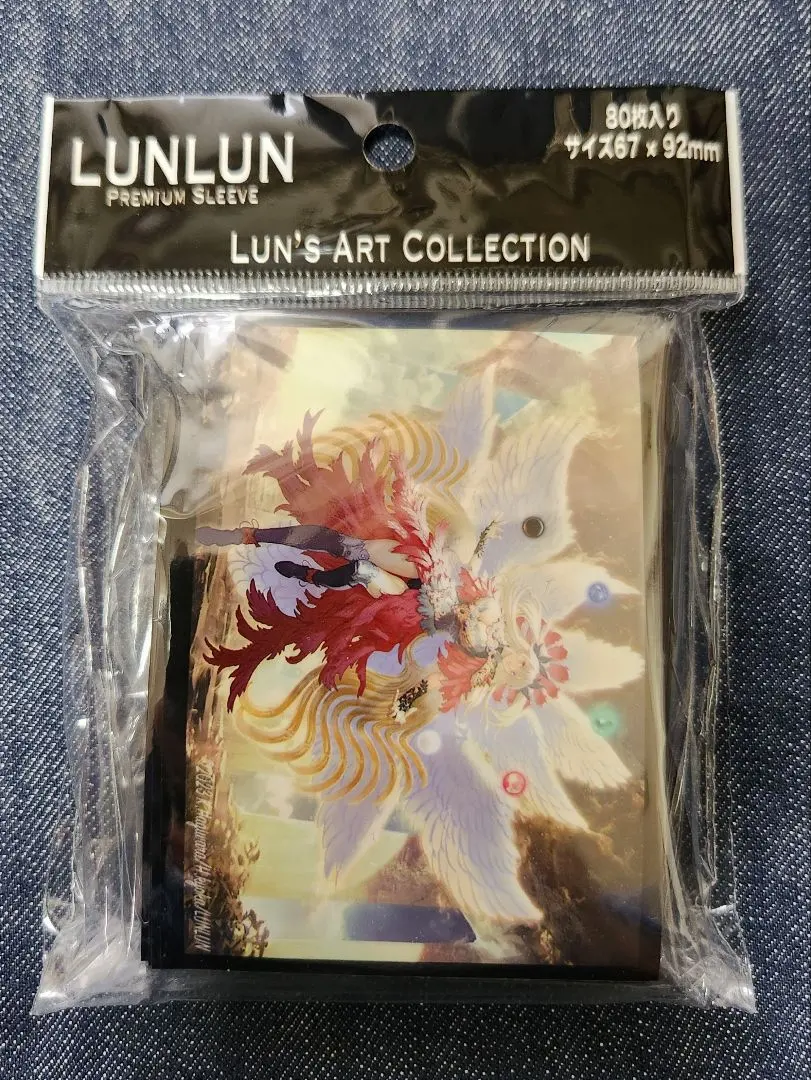 LUNLUN
PREMIUM SLEEVE
80枚入り
サイズ67 × 92mm
LUN'S ART COLLECTION